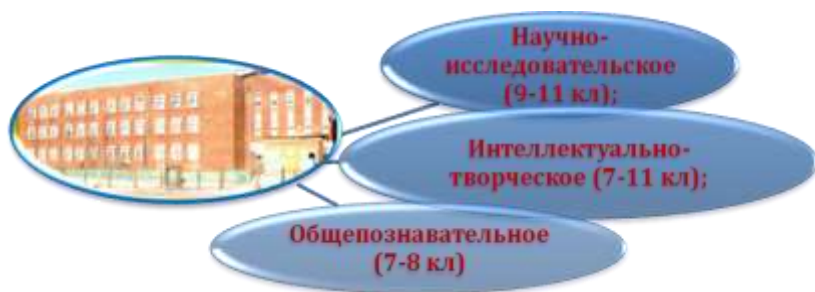 Научно-
исследовательское
(9-11 кл);
Интеллектуально-
творческое (7-11 кл);
Общепознавательное
(7-8 кл)